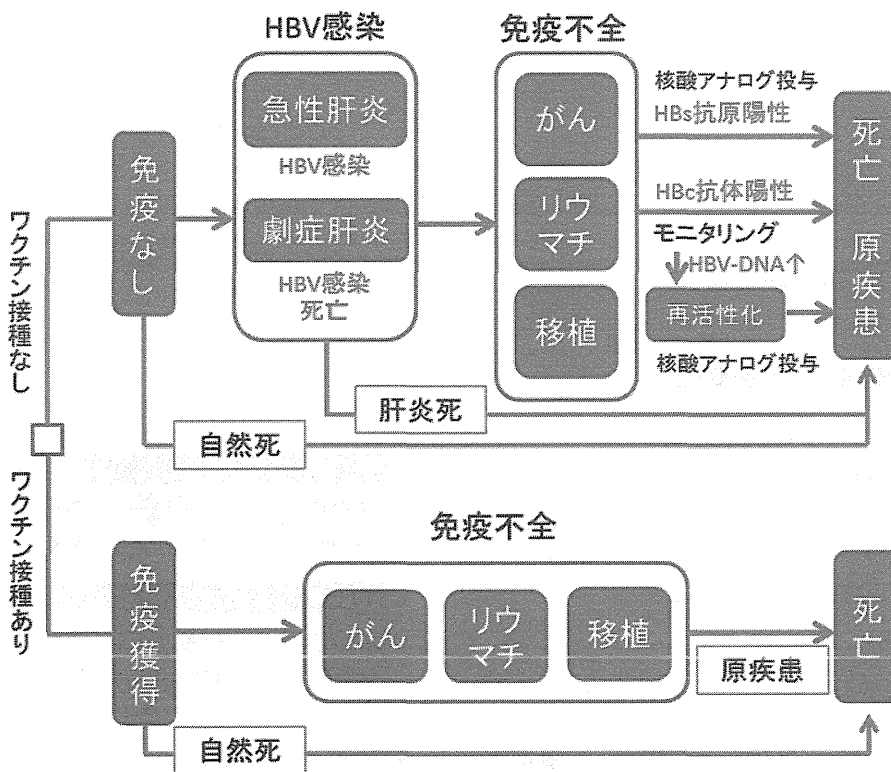 HBV感染
免疫不全
急性肝炎
HBV感染
劇症肝炎
HBV感染
死亡
がん
リウ
マチ
移植
核酸アナログ投与
HBs抗原陽性
HBc抗体陽性
モニタリング
HBV-DNA个
再活性化
核酸アナログ投与
死亡
原疾患
免疫なし
ワクチン接種なし
肝炎死
自然死
ワクチン接種あり
免疫獲得
免疫不全
がん
リウ
マチ
移植
原疾患
死亡
自然死